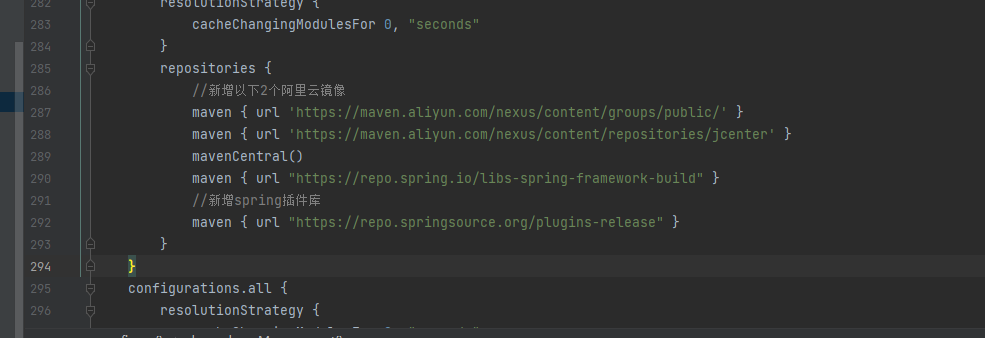 282 resolutionStrategy {
283 cacheChangingModulesFor 0, "seconds"
284 }
285 repositories {
286 //新增以下2个阿里云镜像
287 maven { url 'https://maven.aliyun.com/nexus/content/groups/public/' }
288 maven { url 'https://maven.aliyun.com/nexus/content/repositories/jcenter' }
289 mavenCentral()
290 maven { url "https://repo.spring.io/libs-spring-framework-build" }
291 //新增spring插件库
292 maven { url "https://repo.springsource.org/plugins-release" }
293 }
294 }
295 configurations.all {
296 resolutionStrategy {